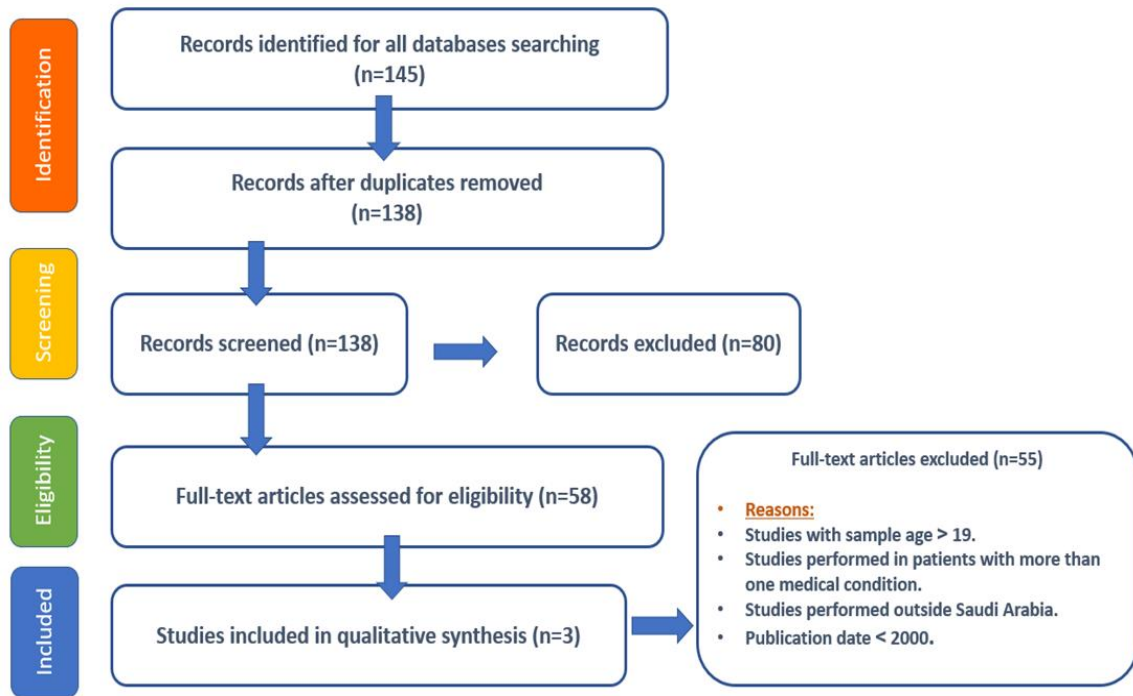 Identification
Records identified for all databases searching
(n=145)
Records after duplicates removed
(n=138)
Screening
Records screened (n=138)
Records excluded (n=80)
Eligibility
Full-text articles assessed for eligibility (n=58)
Full-text articles excluded (n=55)
• Reasons:
• Studies with sample age > 19.
• Studies performed in patients with more than
one medical condition.
• Studies performed outside Saudi Arabia.
• Publication date < 2000.
Included
Studies included in qualitative synthesis (n=3)